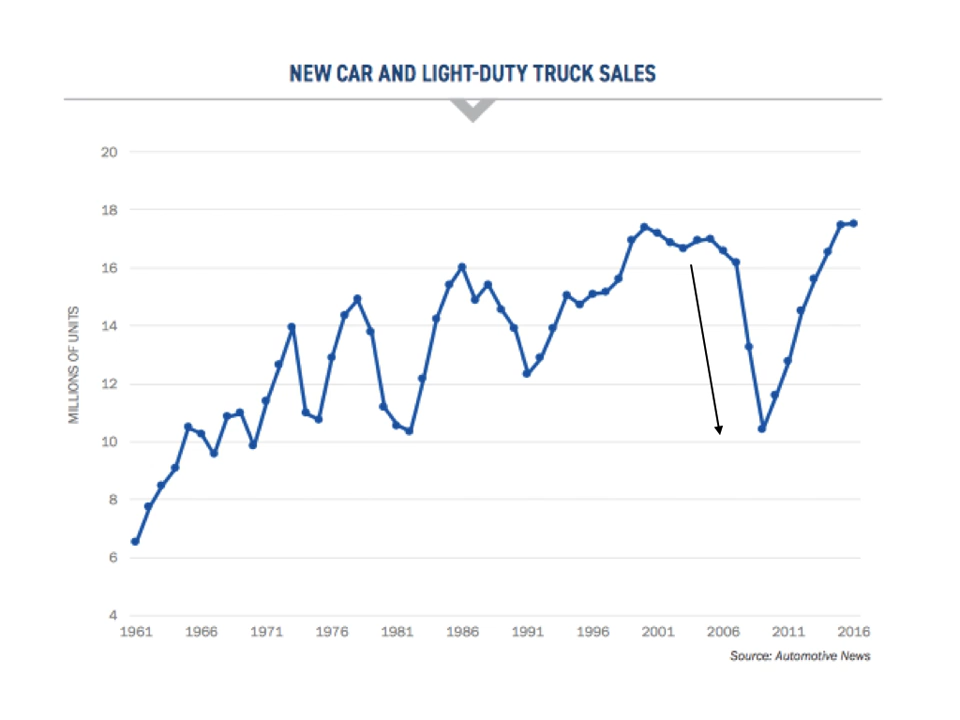 NEW CAR AND LIGHT-DUTY TRUCK SALES
20
18
16
14
12
10
8
6
4
MILLIONS OF UNITS
1961 1966 1971 1976 1981 1986 1991 1996 2001 2006 2011 2016
Source: Automotive News